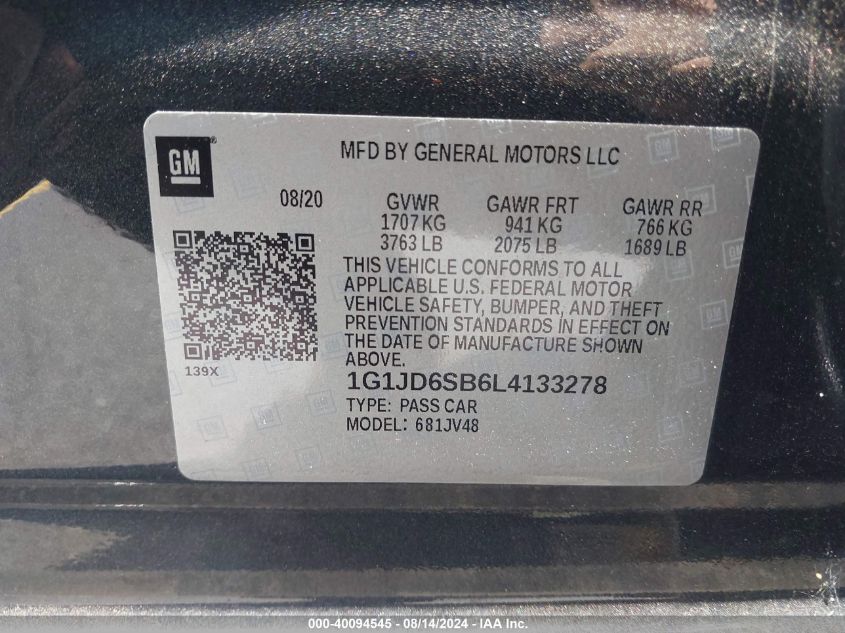 GM
MFD BY GENERAL MOTORS LLC
08/20
GVWR GAWR FRT GAWR RR
1707 KG 941 KG 766 KG
3763 LB 2075 LB 1689 LB
THIS VEHICLE CONFORMS TO ALL
APPLICABLE U.S. FEDERAL MOTOR
VEHICLE SAFETY, BUMPER, AND THEFT
PREVENTION STANDARDS IN EFFECT ON
THE DATE OF MANUFACTURE SHOWN
ABOVE.
139X
1G1JD6SB6L4133278
TYPE: PASS CAR
MODEL: 681JV48
000-40094545 - 08/14/2024 - IAAI.COM